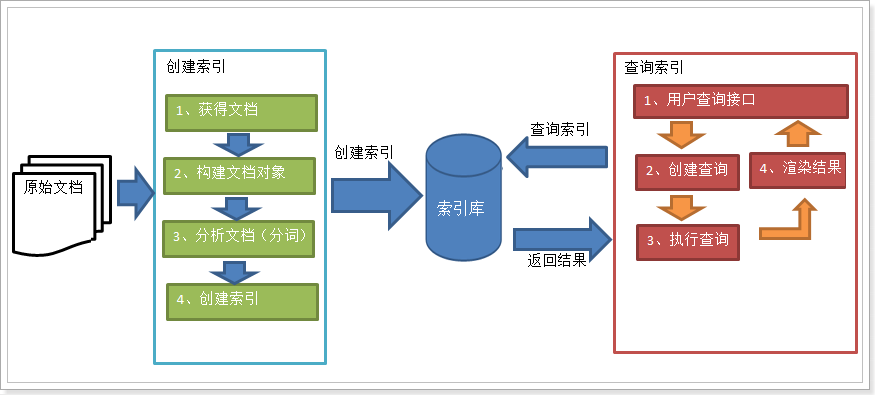 原始文档
创建索引
1、获得文档
2、构建文档对象
3、分析文档（分词）
4、创建索引
创建索引
索引库
查询索引
返回结果
查询索引
1、用户查询接口
2、创建查询
4、渲染结果
3、执行查询